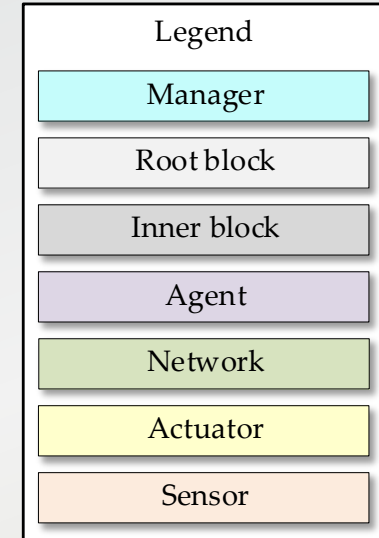 Legend
Manager
Root block
Inner block
Agent
Network
Actuator
Sensor